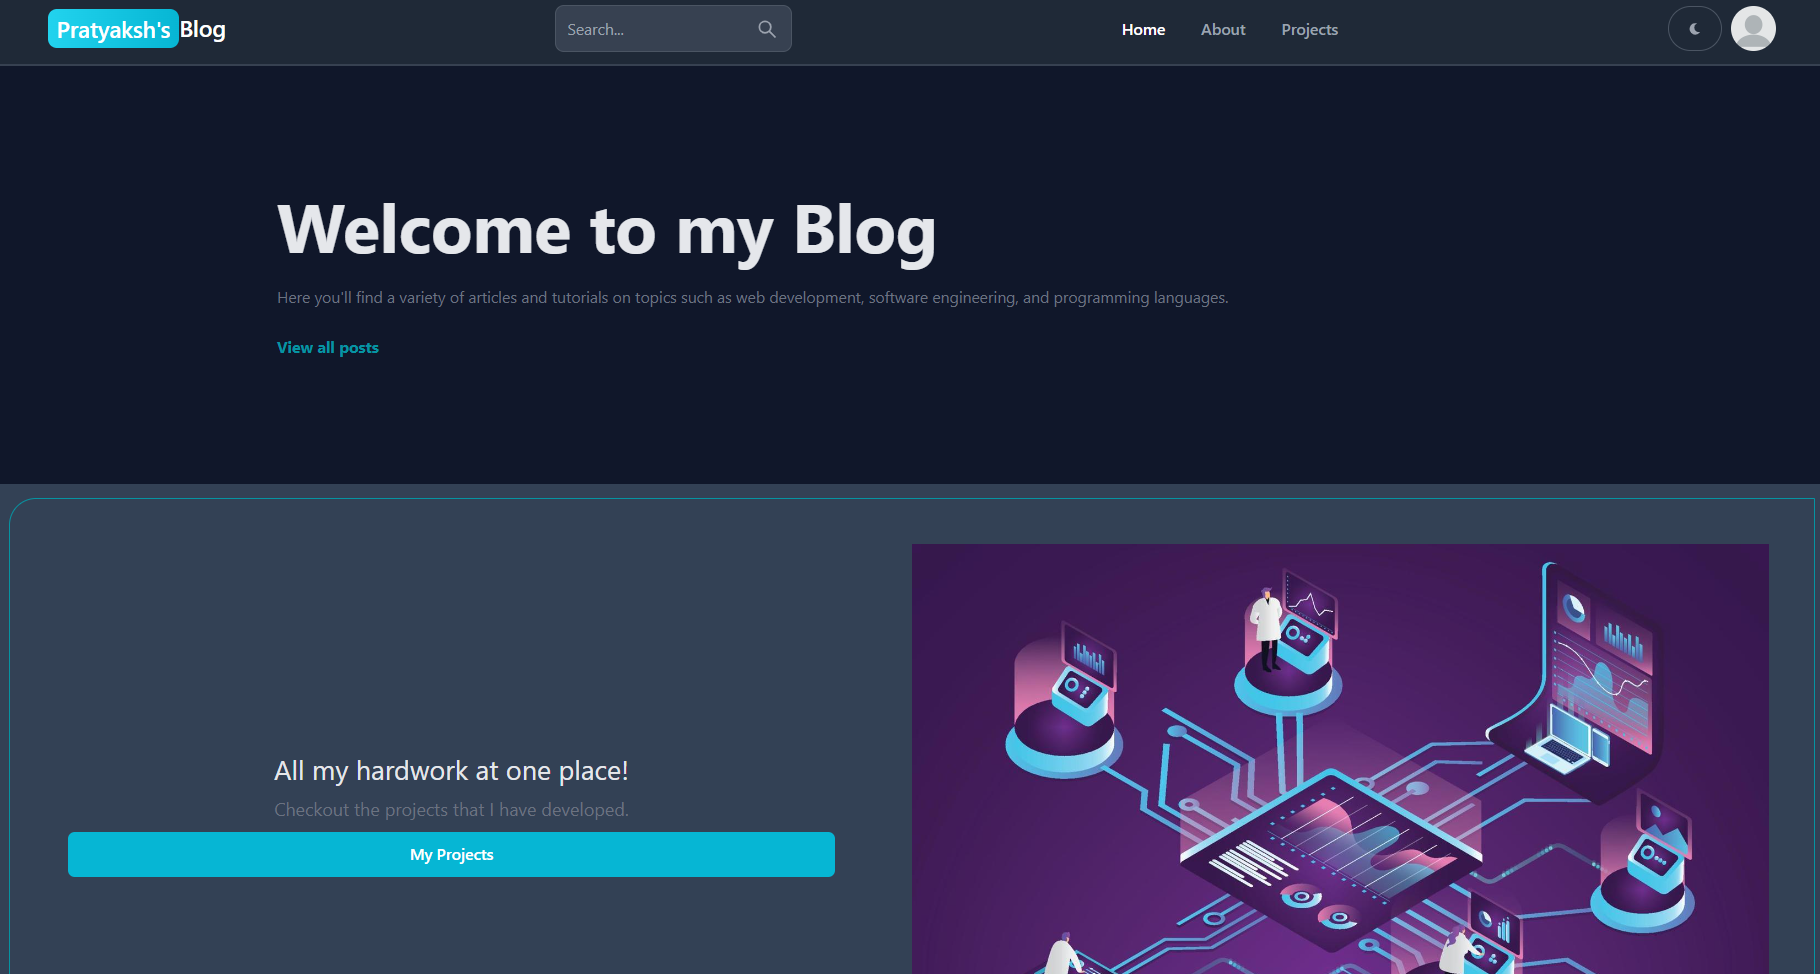 Pratyaksh's Blog
Search...
Home
About
Projects
Welcome to my Blog
Here you'll find a variety of articles and tutorials on topics such as web development, software engineering, and programming languages.
View all posts
All my hardwork at one place!
Checkout the projects that I have developed.
My Projects